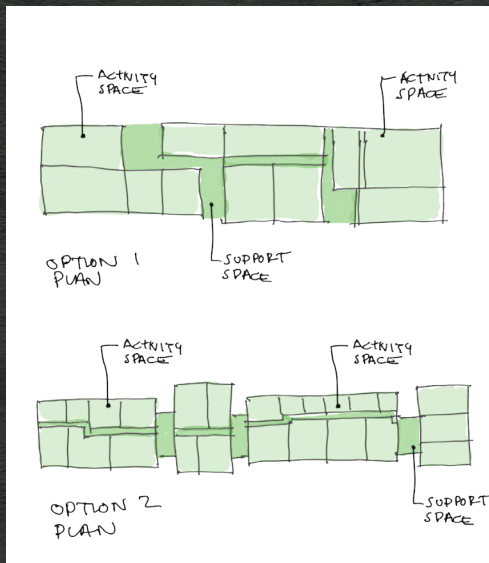 ACTIVITY
SPACE
ACTIVITY
SPACE
OPTION 1
PLAN
SUPPORT
SPACE
ACTIVITY
SPACE
ACTIVITY
SPACE
OPTION 2
PLAN
SUPPORT
SPACE